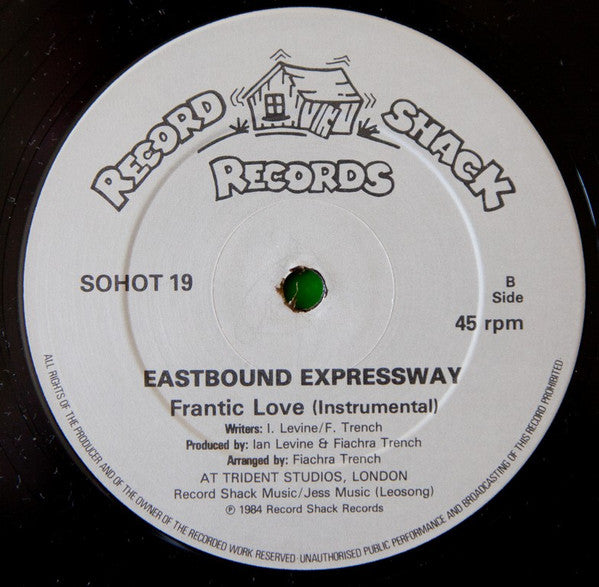 RECORD SHACK
RECORDS
SOHOT 19
B
Side
45 rpm
EASTBOUND EXPRESSWAY
Frantic Love (Instrumental)
Writers: I. Levine/F. Trench
Produced by: Ian Levine & Fiachra Trench
Arranged by: Fiachra Trench
AT TRIDENT STUDIOS, LONDON
Record Shack Music/Jess Music (Leosong)
℗ 1984 Record Shack Records
ALL RIGHTS OF THE PRODUCER AND OF THE OWNER OF THE RECORDED WORK RESERVED · UNAUTHORISED PUBLIC PERFORMANCE AND BROADCASTING OF THIS RECORD PROHIBITED·